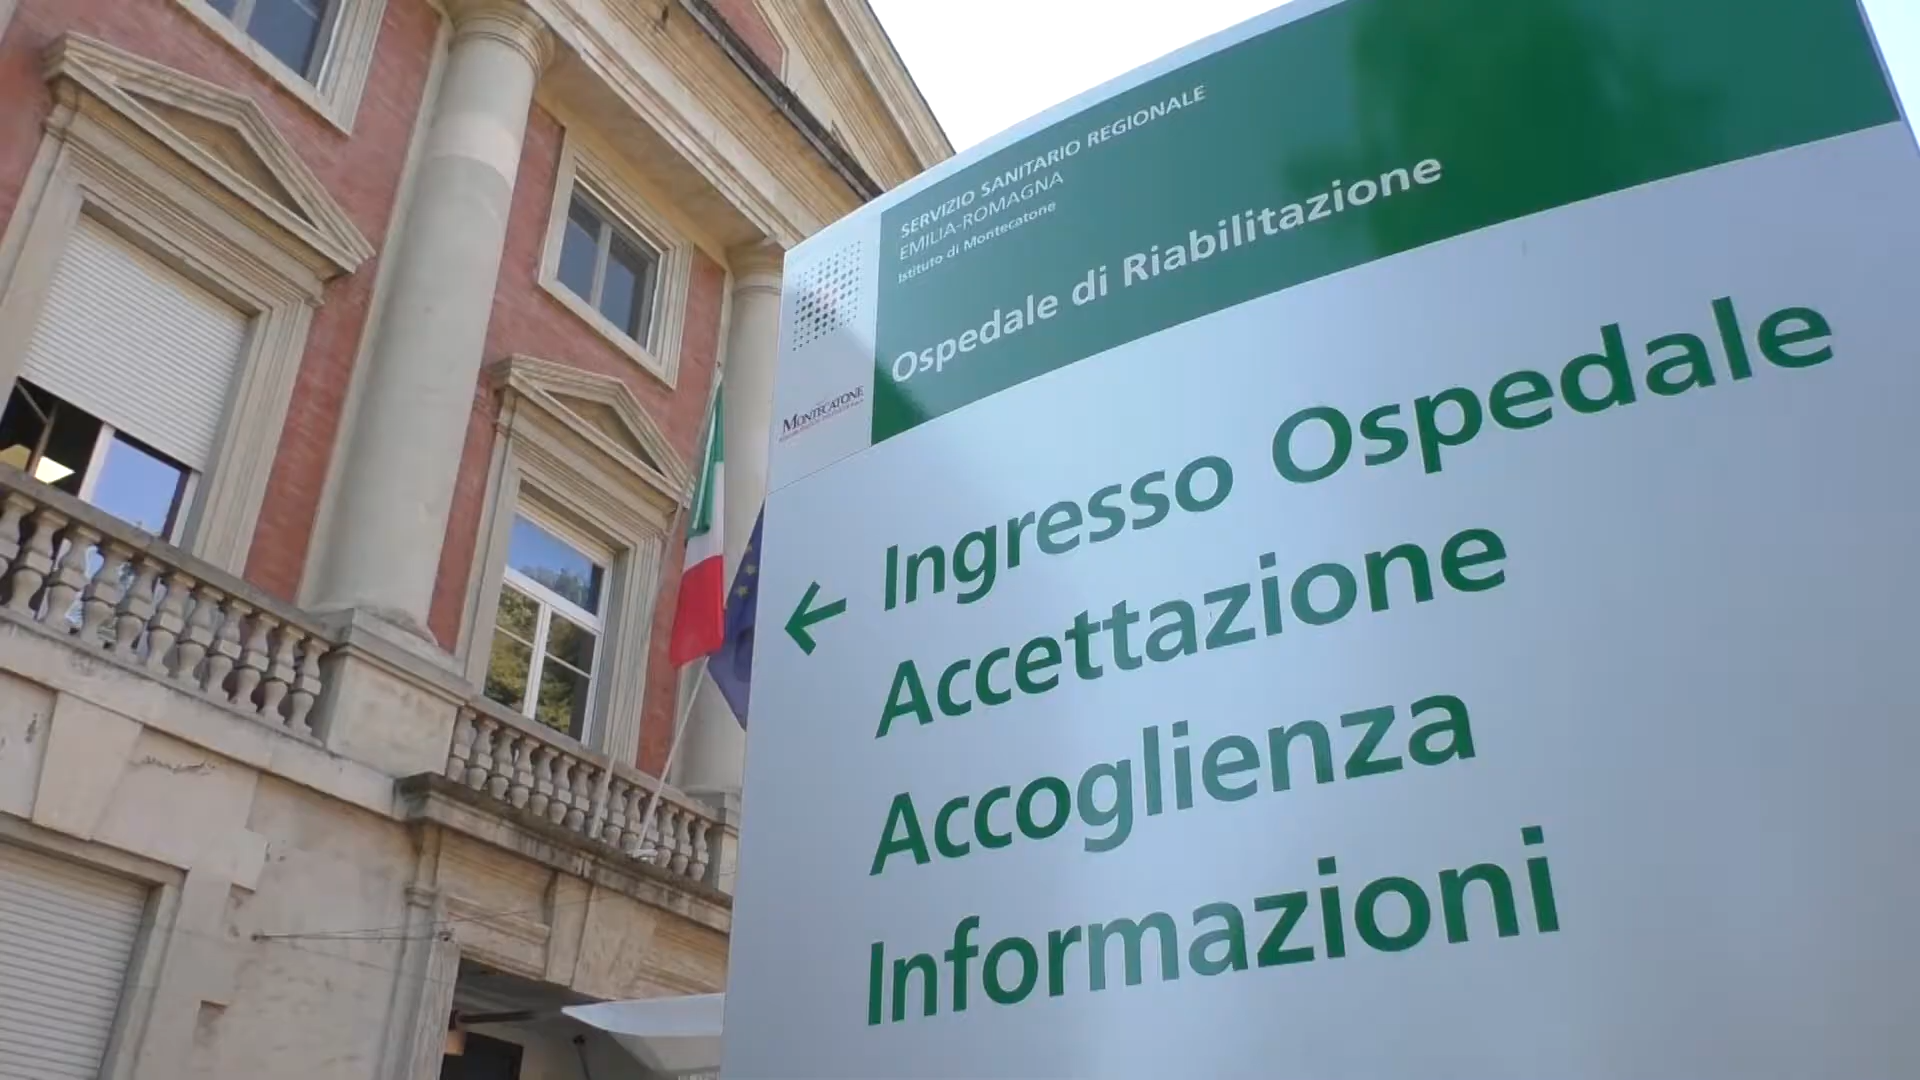 SERVIZIO SANITARIO REGIONALE
EMILIA-ROMAGNA
Istituto di Montecatone
Ospedale di Riabilitazione
MONTECATONE
Ingresso Ospedale
Accettazione
Accoglienza
Informazioni